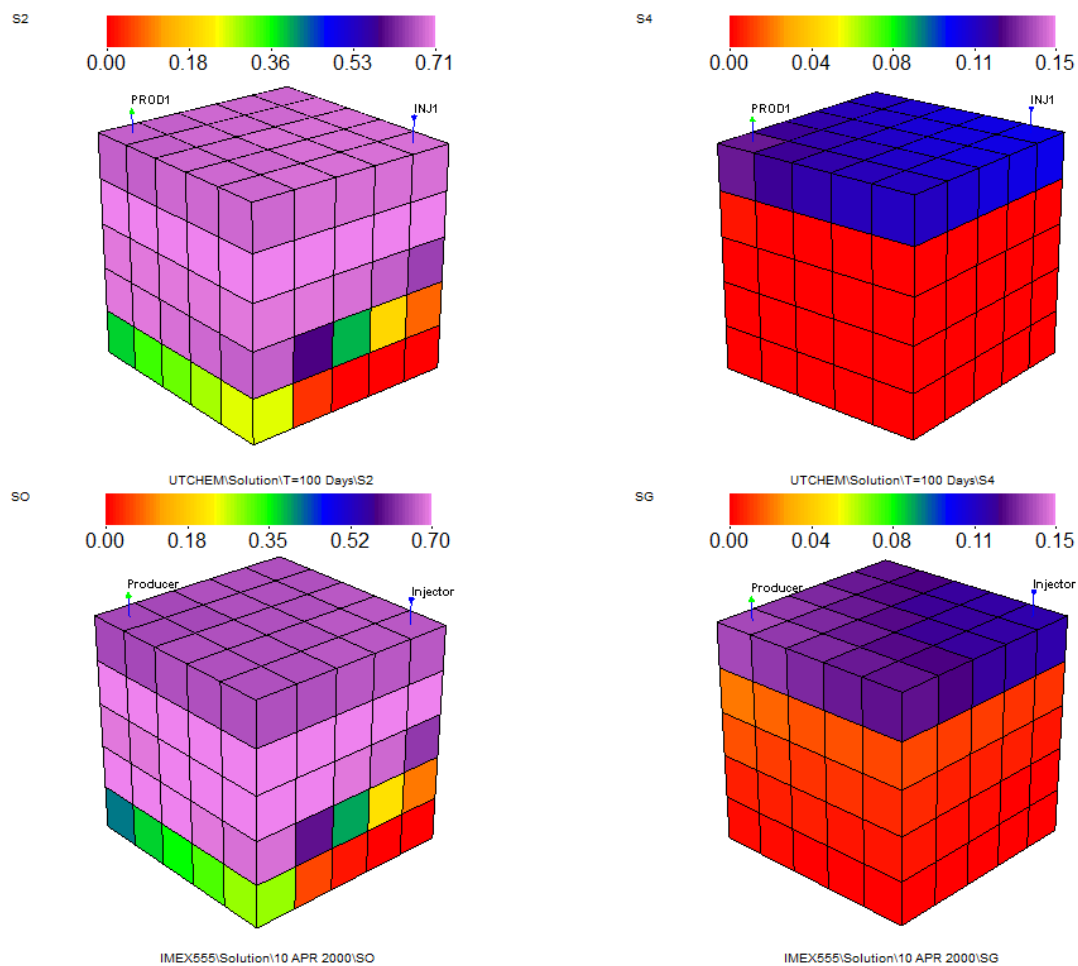 S2
0.00 0.18 0.36 0.53 0.71
PROD1
INJ1
UTCHEM\Solution\T=100 Days\S2
S4
0.00 0.04 0.08 0.11 0.15
PROD1
INJ1
UTCHEM\Solution\T=100 Days\S4
SO
0.00 0.18 0.35 0.52 0.70
Producer
Injector
IMEX555\Solution\10 APR 2000\SO
SG
0.00 0.04 0.08 0.11 0.15
Producer
Injector
IMEX555\Solution\10 APR 2000\SG